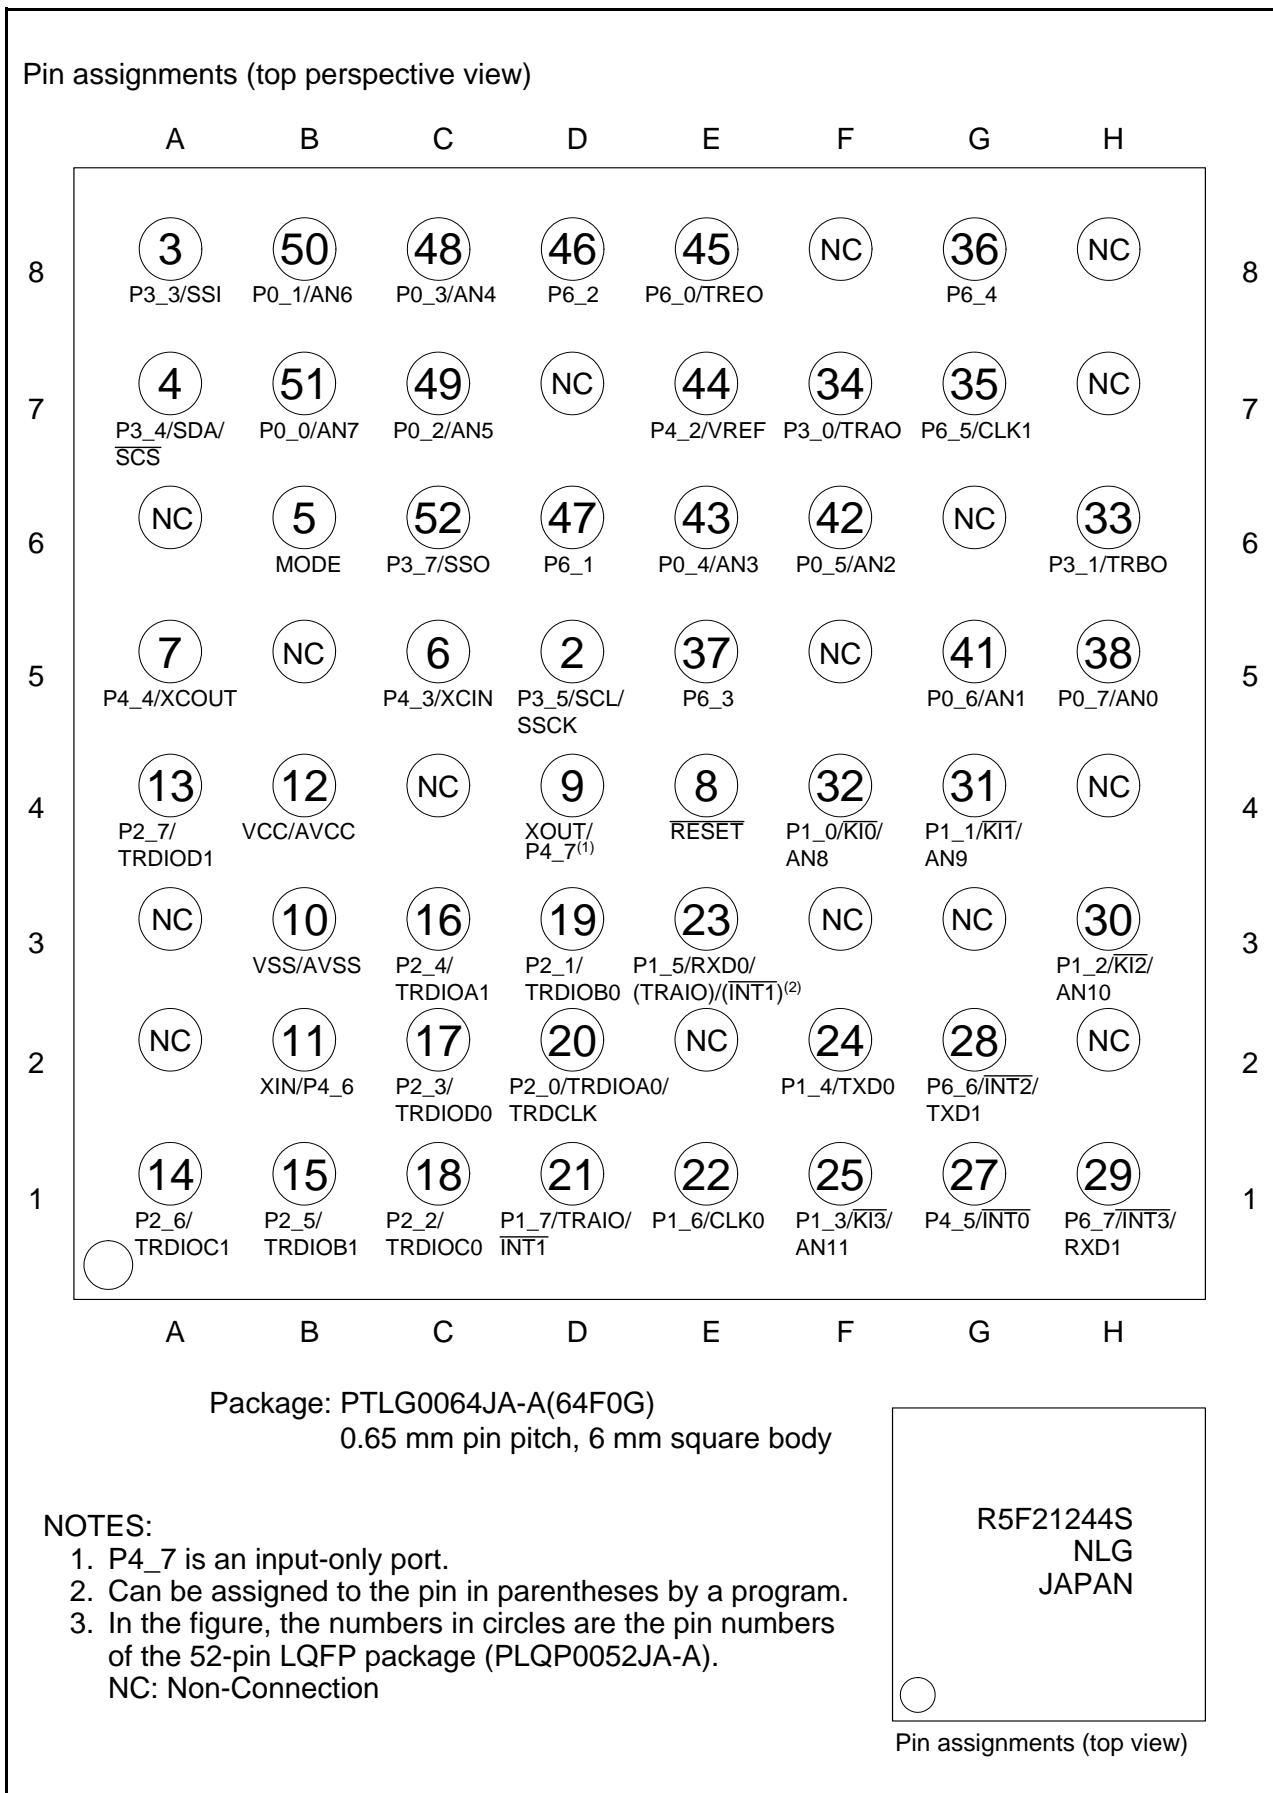 Pin assignments (top perspective view)
A B C D E F G H
8 3 50 48 46 45 NC 36 NC 8
P3_3/SSI P0_1/AN6 P0_3/AN4 P6_2 P6_0/TREO P6_4
7 4 51 49 NC 44 34 35 NC 7
P3_4/SDA/ P0_0/AN7 P0_2/AN5 P4_2/VREF P3_0/TRAO P6_5/CLK1
SCS
6 NC 5 52 47 43 42 NC 33 6
MODE P3_7/SSO P6_1 P0_4/AN3 P0_5/AN2 P3_1/TRBO
5 7 NC 6 2 37 NC 41 38 5
P4_4/XCOUT P4_3/XCIN P3_5/SCL/ P6_3 P0_6/AN1 P0_7/AN0
SSCK
4 13 12 NC 9 8 32 31 NC 4
P2_7/ VCC/AVCC XOUT/ RESET P1_0/KI0/ P1_1/KI1/
TRDIOD1 P4_7(1) AN8 AN9
3 NC 10 16 19 23 NC NC 30 3
VSS/AVSS P2_4/ P2_1/ P1_5/RXD0/ P1_2/KI2/
TRDIOA1 TRDIOB0 (TRAIO)/(INT1)(2) AN10
2 NC 11 17 20 NC 24 28 NC 2
XIN/P4_6 P2_3/ P2_0/TRDIOA0/ P1_4/TXD0 P6_6/INT2/
TRDIOD0 TRDCLK TXD1
1 14 15 18 21 22 25 27 29 1
P2_6/ P2_5/ P2_2/ P1_7/TRAIO/ P1_6/CLK0 P1_3/KI3/ P4_5/INT0 P6_7/INT3/
TRDIOC1 TRDIOB1 TRDIOC0 INT1 AN11 RXD1
A B C D E F G H
Package: PTLG0064JA-A(64F0G)
0.65 mm pin pitch, 6 mm square body
NOTES:
1. P4_7 is an input-only port.
2. Can be assigned to the pin in parentheses by a program.
3. In the figure, the numbers in circles are the pin numbers
of the 52-pin LQFP package (PLQP0052JA-A).
NC: Non-Connection
R5F21244S
NLG
JAPAN
Pin assignments (top view)